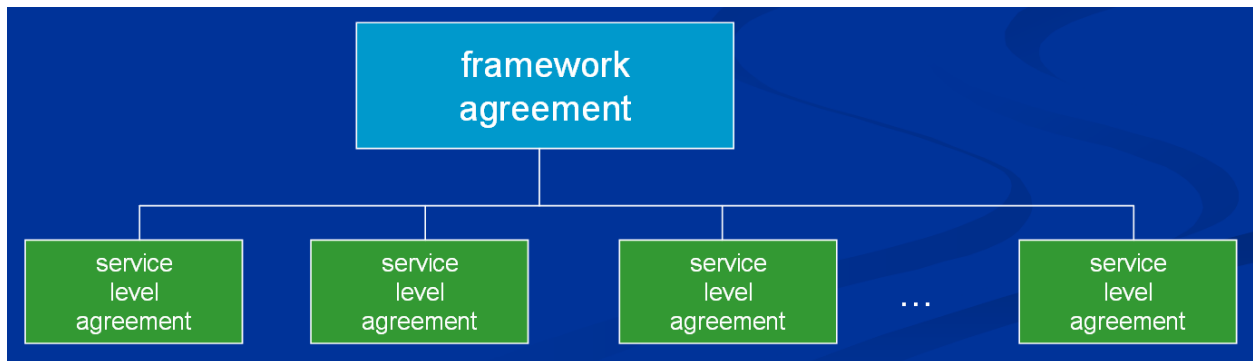 framework
agreement
service
level
agreement
service
level
agreement
service
level
agreement
...
service
level
agreement